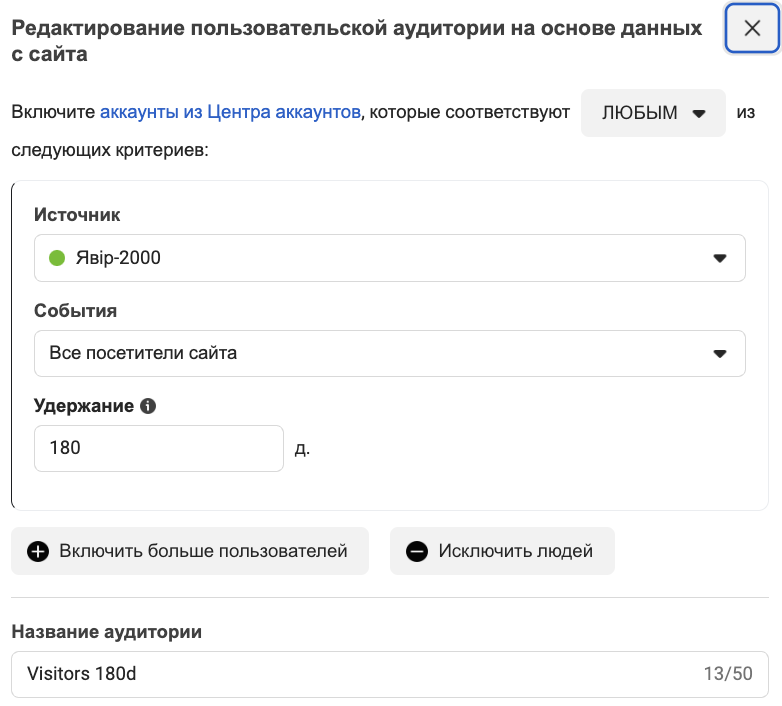 Редактирование пользовательской аудитории на основе данных
с сайта
Включите аккаунты из Центра аккаунтов, которые соответствуют ЛЮБЫМ из
следующих критериев:
Источник
Явір-2000
События
Все посетители сайта
Удержание
180 д.
Включить больше пользователей Исключить людей
Название аудитории
Visitors 180d 13/50